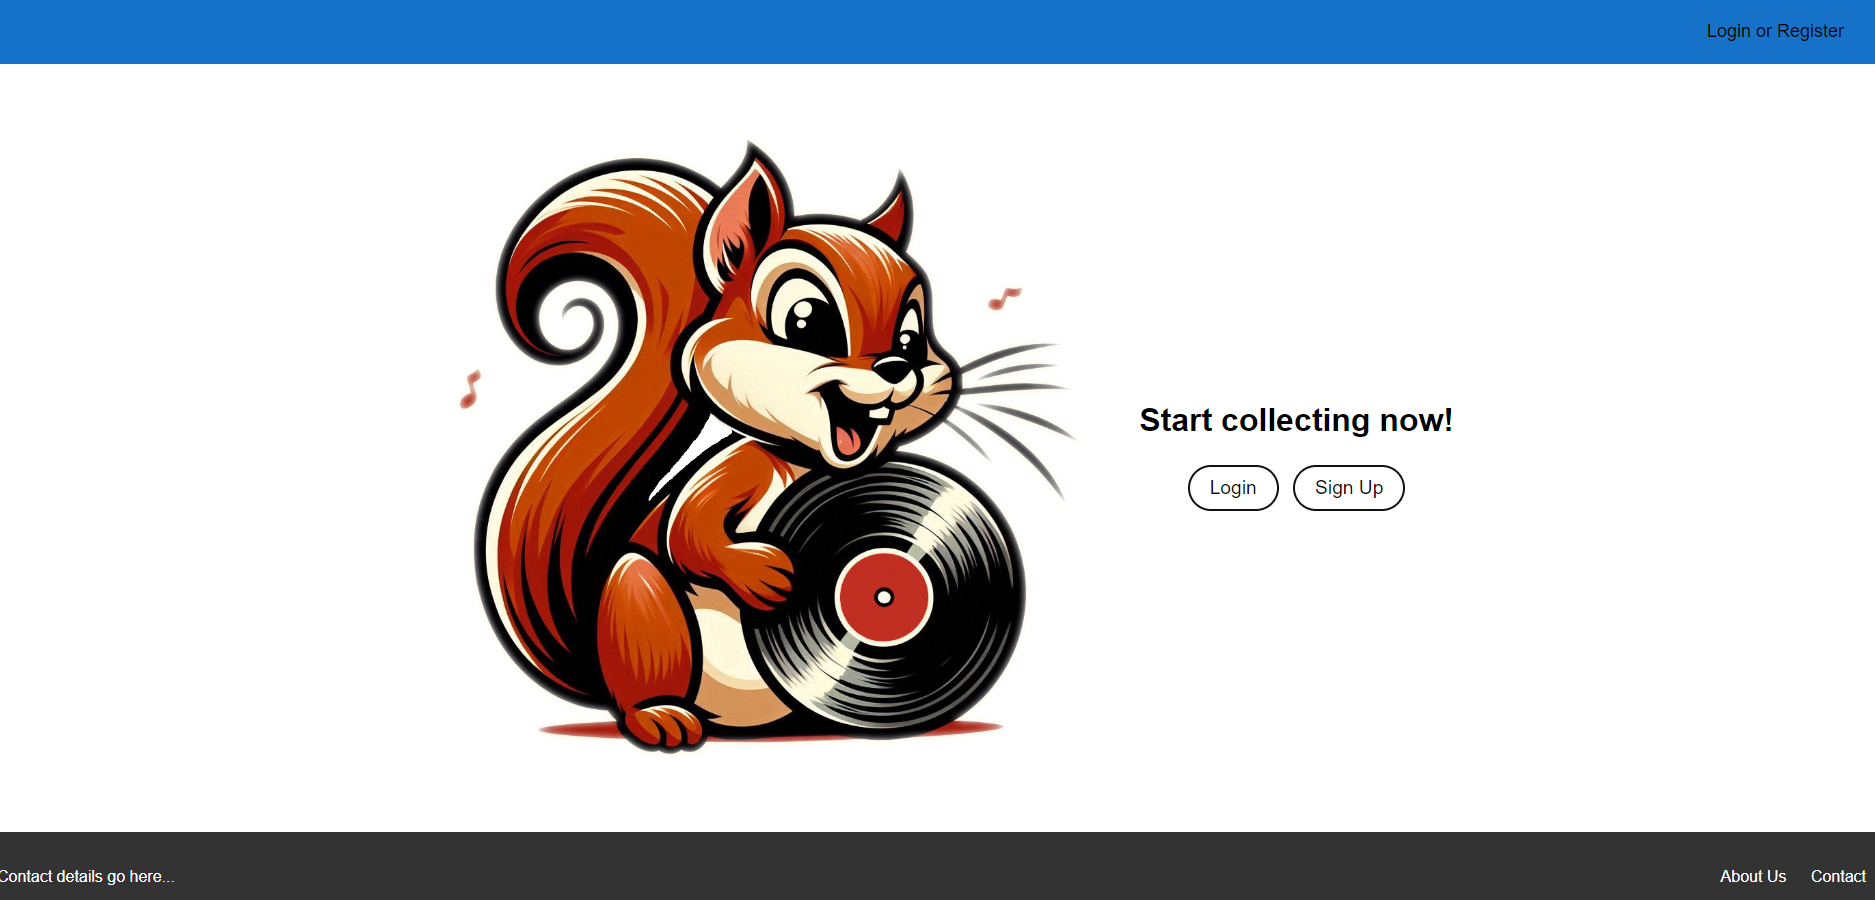 Login or Register
Start collecting now!
Login
Sign Up
Contact details go here...
About Us
Contact